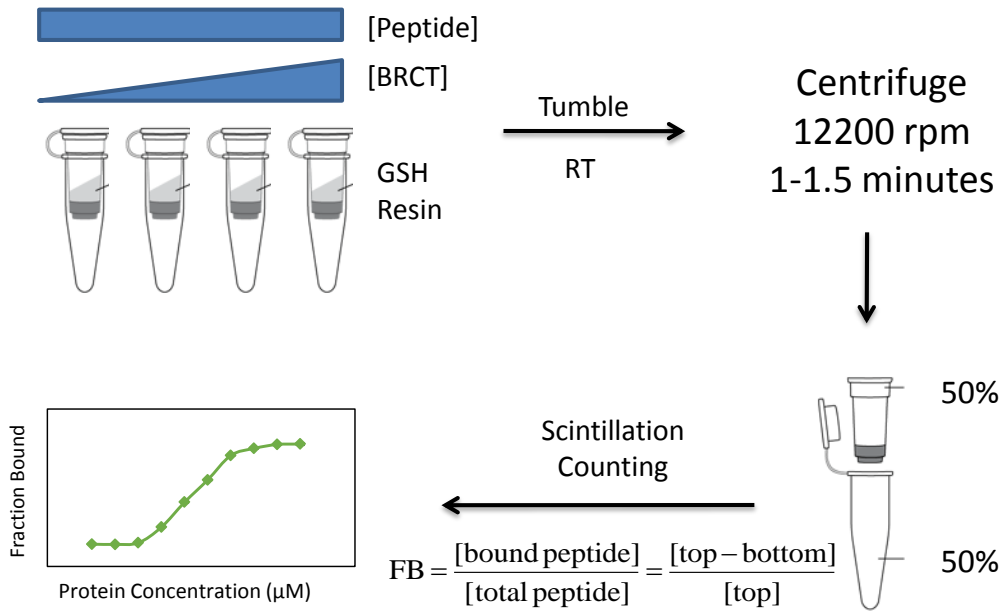 [Peptide]
[BRCT]
GSH
Resin
Tumble
RT
Centrifuge
12200 rpm
1-1.5 minutes
50%
50%
Scintillation
Counting
FB = [bound peptide] / [total peptide] = [top − bottom] / [top]
Fraction Bound
Protein Concentration (µM)